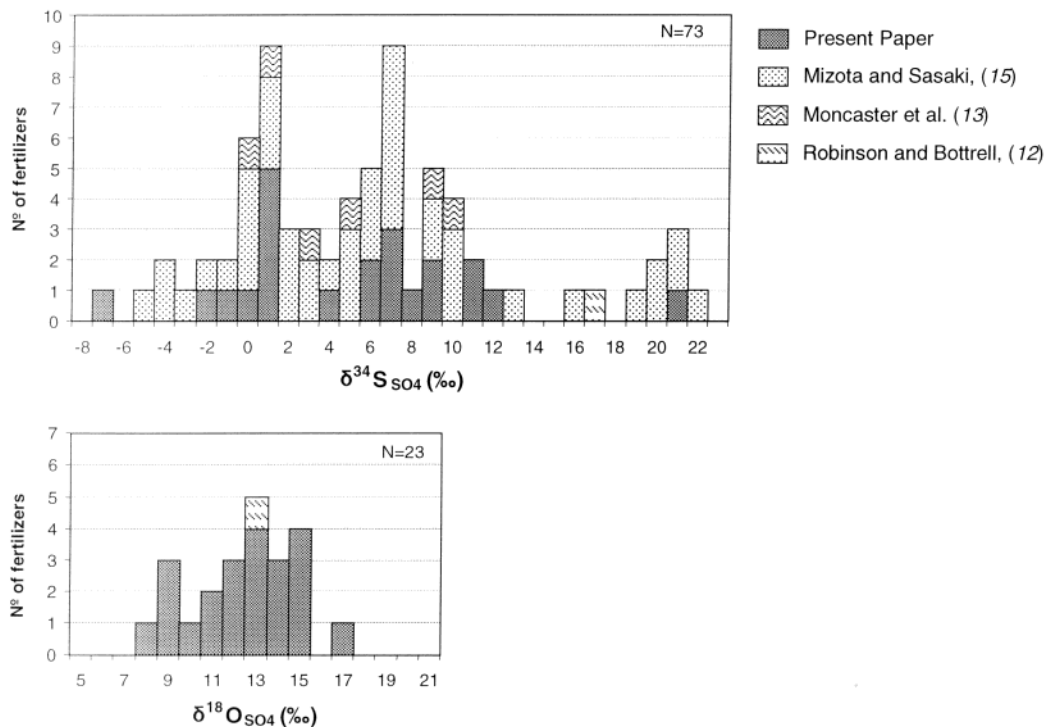 10
9
8
7
6
5
4
3
2
1
0
Nº of fertilizers
N=73
-8 -6 -4 -2 0 2 4 6 8 10 12 14 16 18 20 22
δ³⁴S SO4 (‰)
Present Paper
Mizota and Sasaki, (15)
Moncaster et al. (13)
Robinson and Bottrell, (12)
7
6
5
4
3
2
1
0
Nº of fertilizers
N=23
5 7 9 11 13 15 17 19 21
δ¹⁸O SO4 (‰)